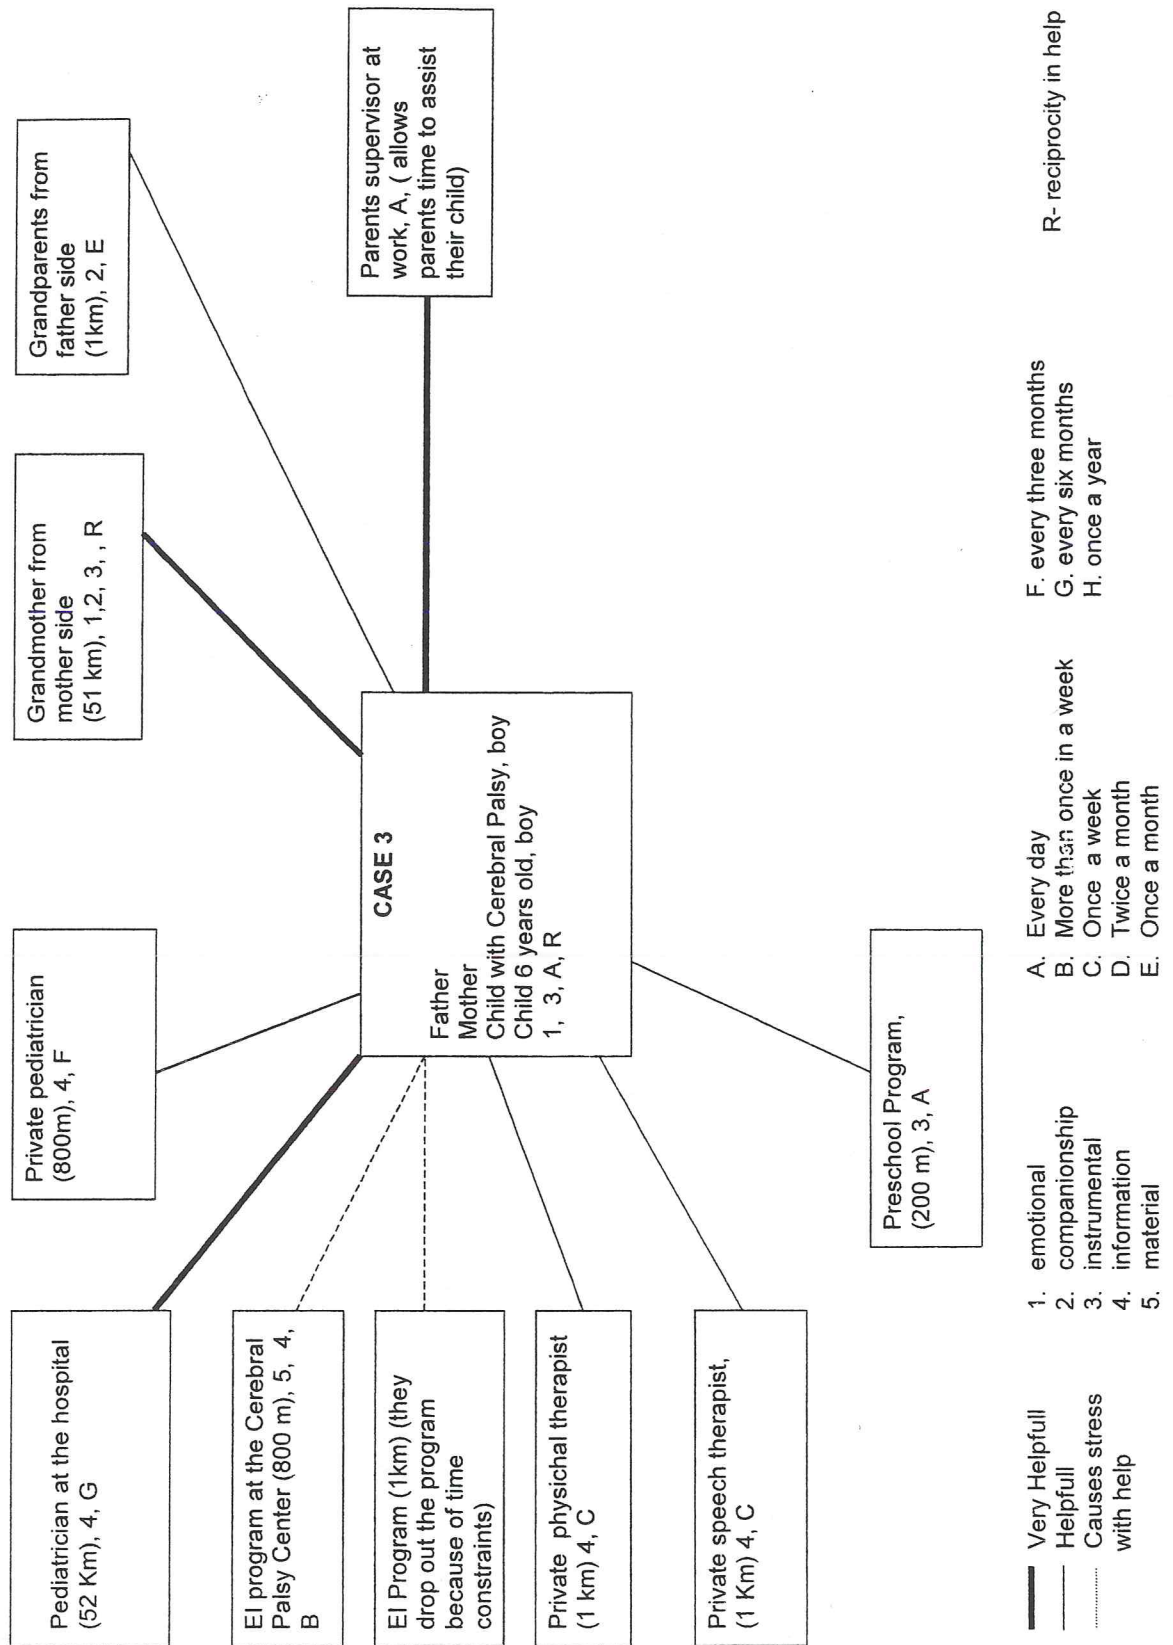 Pediatrician at the hospital
(52 Km), 4, G
Private pediatrician
(800m), 4, F
Grandmother from
mother side
(51 km), 1,2, 3, , R
Grandparents from
father side
(1km), 2, E
EI program at the Cerebral
Palsy Center (800 m), 5, 4,
B
EI Program (1km) (they
drop out the program
because of time
constraints)
Private physichal therapist
(1 km) 4, C
Private speech therapist,
(1 Km) 4, C
CASE 3
Father
Mother
Child with Cerebral Palsy, boy
Child 6 years old, boy
1, 3, A, R
Parents supervisor at
work, A, ( allows
parents time to assist
their child)
Preschool Program,
(200 m), 3, A
Very Helpfull
Helpfull
Causes stress
with help
1. emotional
2. companionship
3. instrumental
4. information
5. material
A. Every day
B. More than once in a week
C. Once a week
D. Twice a month
E. Once a month
F. every three months
G. every six months
H. once a year
R- reciprocity in help